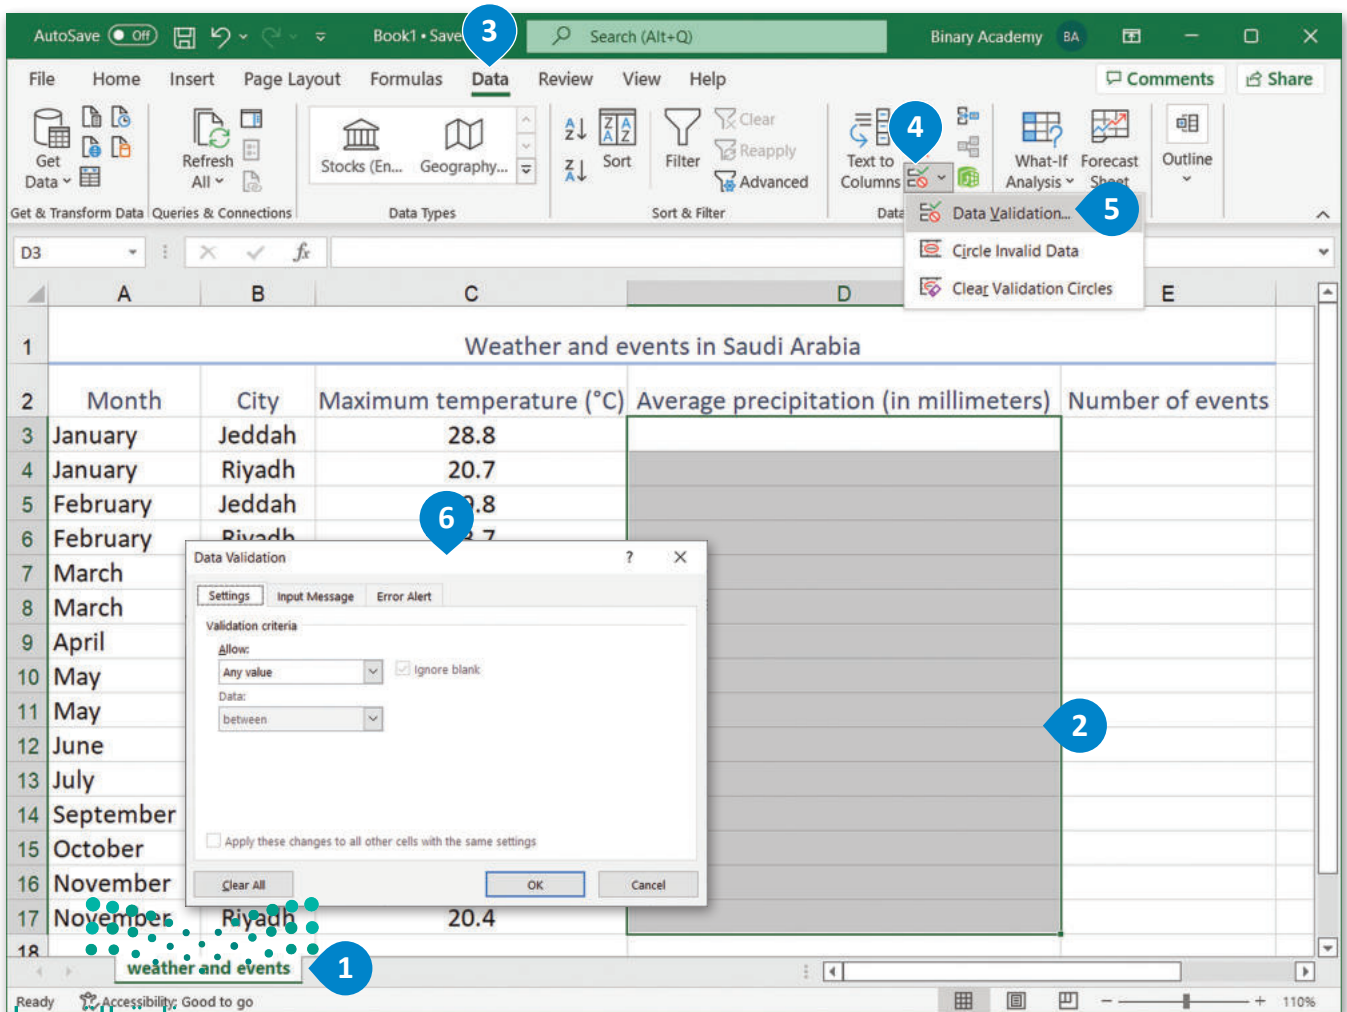 AutoSave Off Book1 • Save 3 Search (Alt+Q) Binary Academy BA
File Home Insert Page Layout Formulas Data Review View Help Comments Share
Get Data
Refresh All
Stocks (En... Geography...
Sort
Filter
Clear
Reapply
Advanced
Text to Columns
4
What-If Analysis
Forecast Sheet
Outline
Get & Transform Data Queries & Connections Data Types Sort & Filter Data
Data Validation... 5
Circle Invalid Data
Clear Validation Circles
D3 fx
A B C D E
1 Weather and events in Saudi Arabia
2 Month City Maximum temperature (°C) Average precipitation (in millimeters) Number of events
3 January Jeddah 28.8
4 January Riyadh 20.7
5 February Jeddah 9.8
6 February Riyadh 3.7
6
7 March
8 March
9 April
10 May
11 May
12 June
13 July
14 September
15 October
16 November
17 November Riyadh 20.4
18
Data Validation ?
Settings Input Message Error Alert
Validation criteria
Allow:
Any value Ignore blank
Data:
between
Apply these changes to all other cells with the same settings
Clear All OK Cancel
2
weather and events 1
Ready Accessibility: Good to go 110%